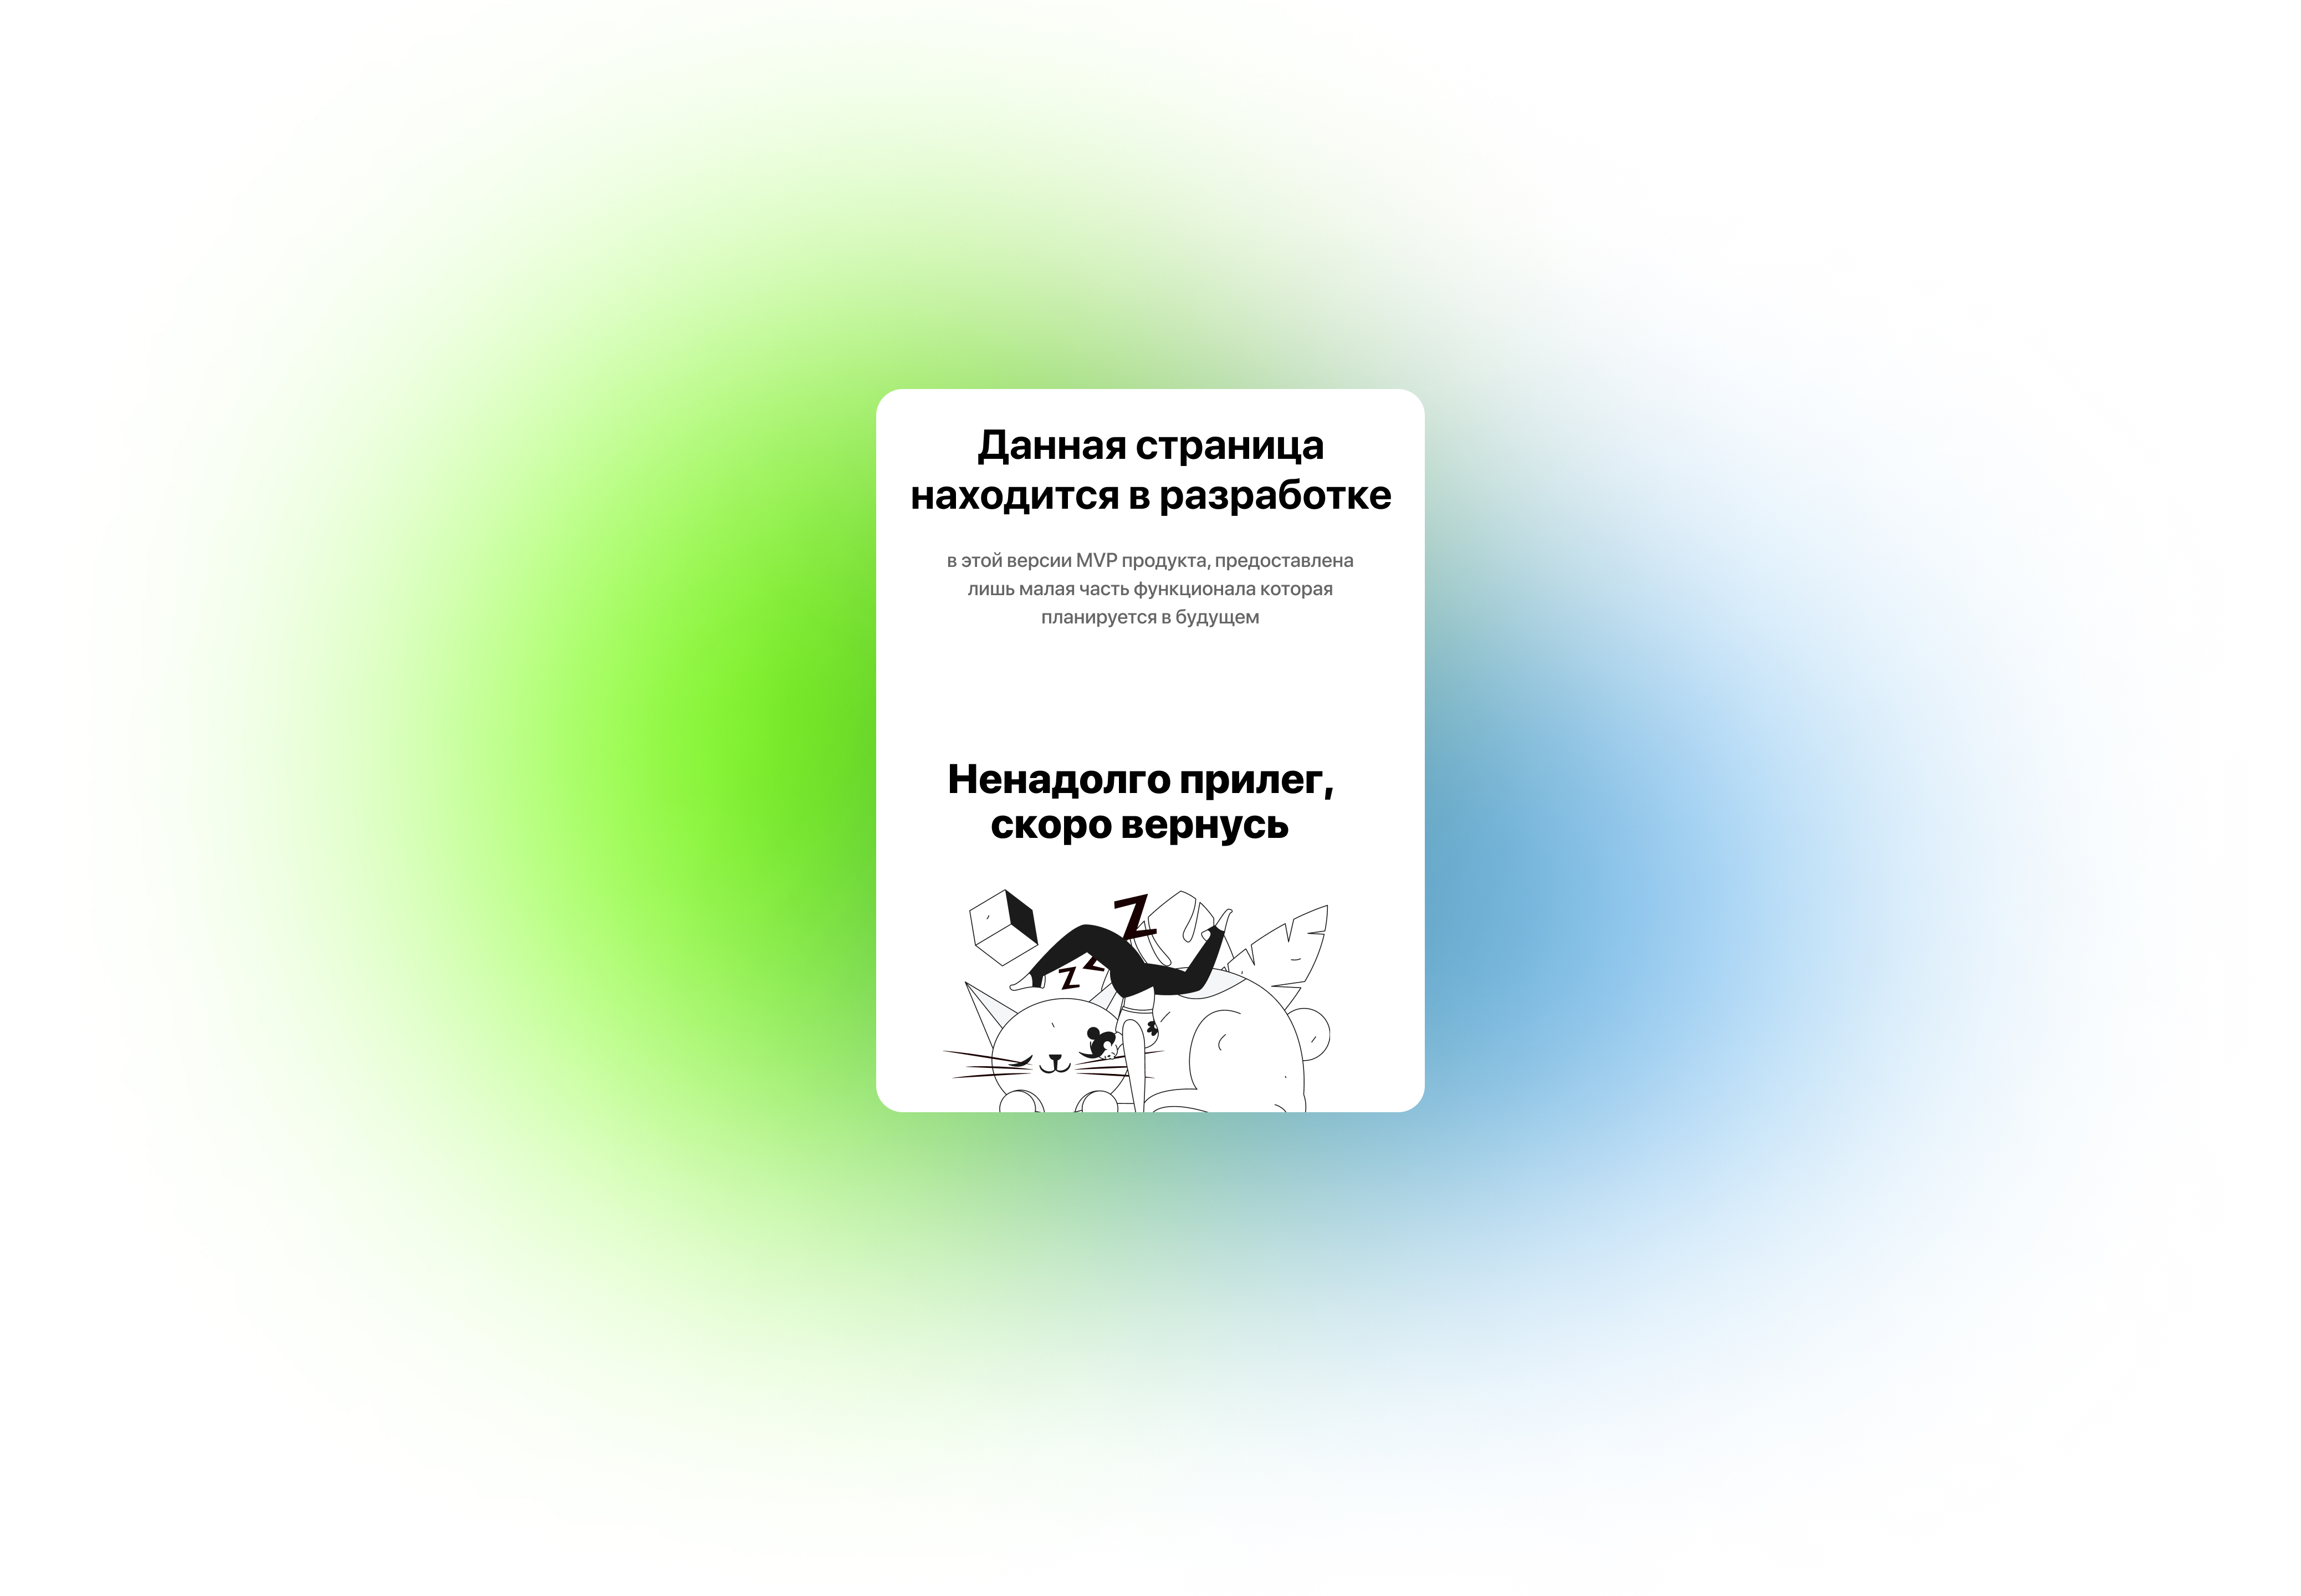 Данная страница
находится в разработке
в этой версии MVP продукта, предоставлена
лишь малая часть функционала которая
планируется в будущем
Ненадолго прилег,
скоро вернусь
Z
z
z